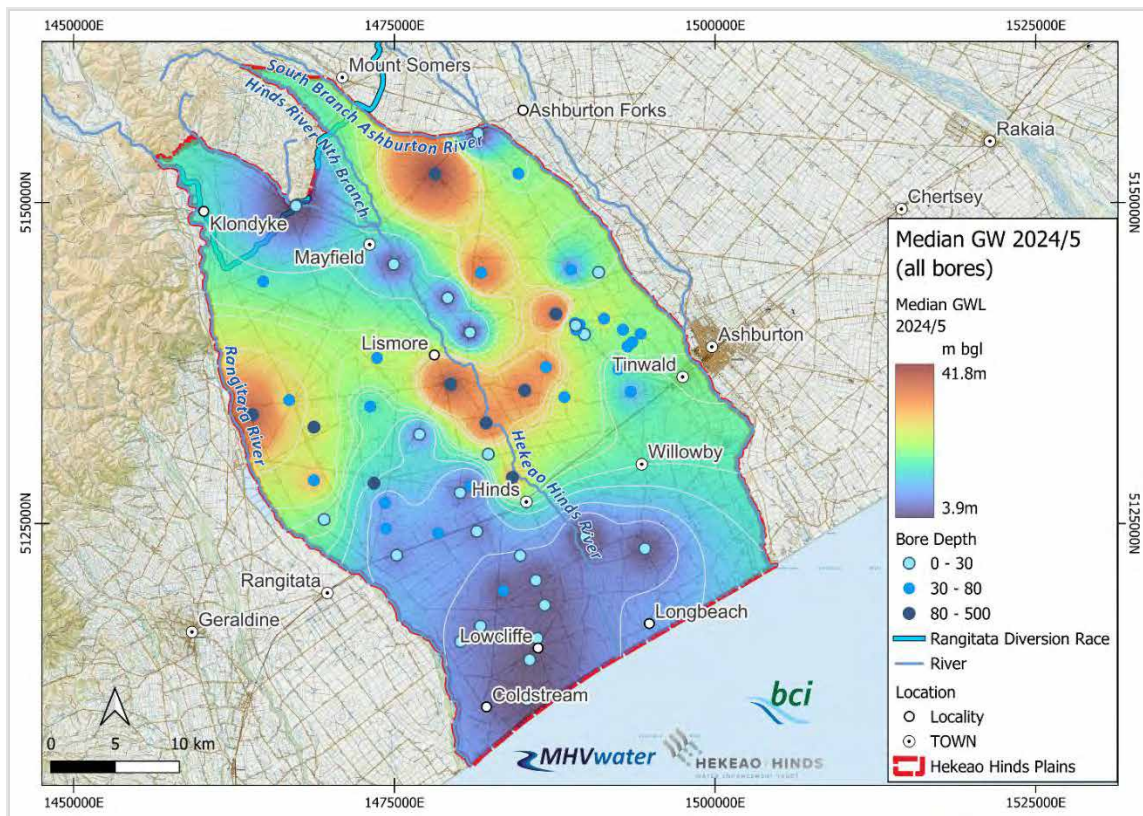 1450000E
1475000E
1500000E
1525000E
South Branch Ashburton River
Mount Somers
Hinds River Nth Branch
Ashburton Forks
Rakaia
5150000N
Klondyke
Chertsey
5150000N
Mayfield
Lismore
Ashburton
Tinwald
Rangitata River
Hekeao Hinds River
Willowby
Hinds
5125000N
5125000N
Rangitata
Geraldine
Longbeach
Lowcliffe
Coldstream
Median GW 2024/5
(all bores)
Median GWL
2024/5
m bgl
41.8m
3.9m
Bore Depth
0 - 30
30 - 80
80 - 500
Rangitata Diversion Race
River
Location
Locality
TOWN
Hekeao Hinds Plains
0 5 10 km
bci
MHVwater
HEKEAO HINDS
WATER ENHANCEMENT TRUST
1450000E
1475000E
1500000E
1525000E